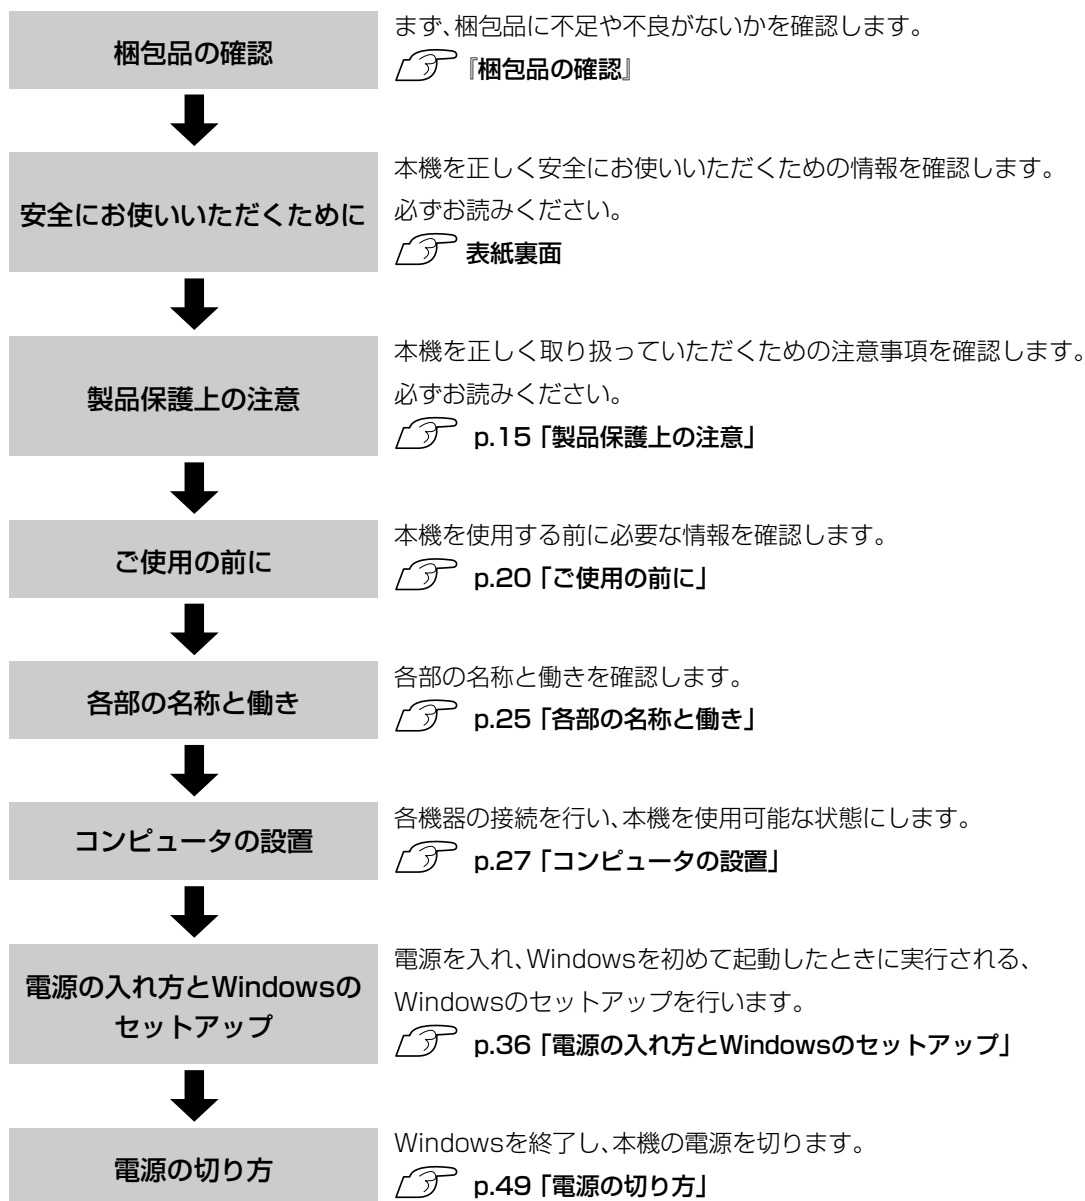 梱包品の確認
まず、梱包品に不足や不良がないかを確認します。
『梱包品の確認』
安全にお使いいただくために
本機を正しく安全にお使いいただくための情報を確認します。
必ずお読みください。
表紙裏面
製品保護上の注意
本機を正しく取り扱っていただくための注意事項を確認します。
必ずお読みください。
p.15「製品保護上の注意」
ご使用の前に
本機を使用する前に必要な情報を確認します。
p.20「ご使用の前に」
各部の名称と働き
各部の名称と働きを確認します。
p.25「各部の名称と働き」
コンピュータの設置
各機器の接続を行い、本機を使用可能な状態にします。
p.27「コンピュータの設置」
電源の入れ方とWindowsの
セットアップ
電源を入れ、Windowsを初めて起動したときに実行される、
Windowsのセットアップを行います。
p.36「電源の入れ方とWindowsのセットアップ」
電源の切り方
Windowsを終了し、本機の電源を切ります。
p.49「電源の切り方」